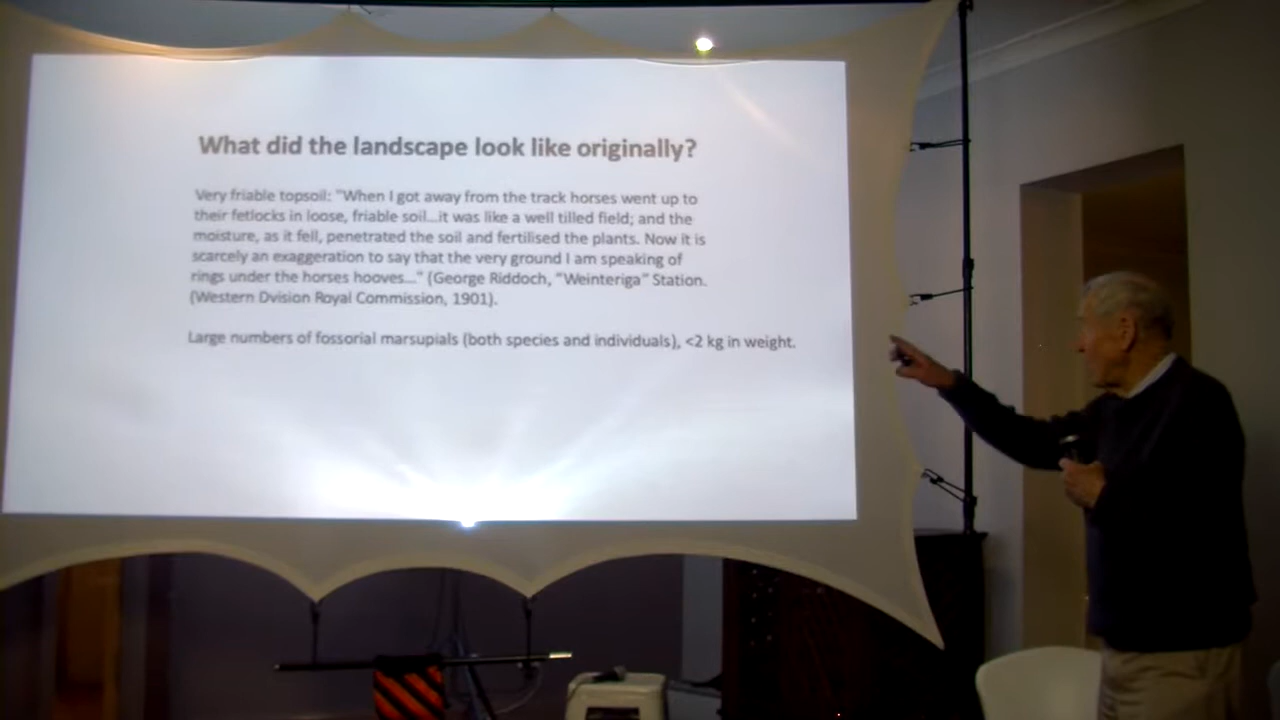 What did the landscape look like originally?
Very friable topsoil: "When I got away from the track horses went up to
their fetlocks in loose, friable soil...it was like a well tilled field; and the
moisture, as it fell, penetrated the soil and fertilised the plants. Now it is
scarcely an exaggeration to say that the very ground I am speaking of
rings under the horses hooves..." (George Riddoch, "Weinteriga" Station.
(Western Dvision Royal Commission, 1901).
Large numbers of fossorial marsupials (both species and individuals), <2 kg in weight.